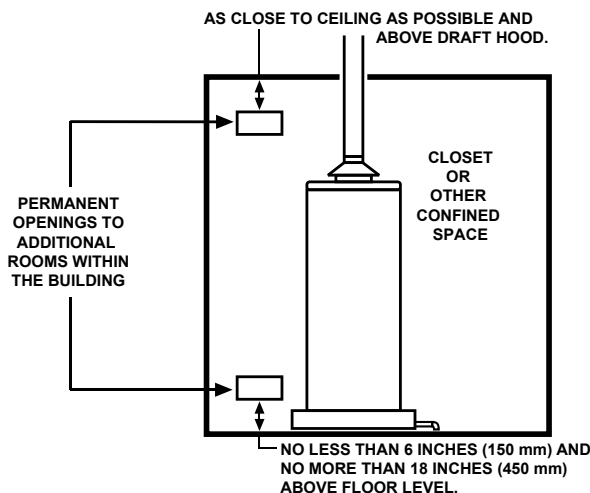 AS CLOSE TO CEILING AS POSSIBLE AND
ABOVE DRAFT HOOD.
CLOSET
OR
OTHER
CONFINED
SPACE
PERMANENT
OPENINGS TO
ADDITIONAL
ROOMS WITHIN
THE BUILDING
NO LESS THAN 6 INCHES (150 mm) AND
NO MORE THAN 18 INCHES (450 mm)
ABOVE FLOOR LEVEL.